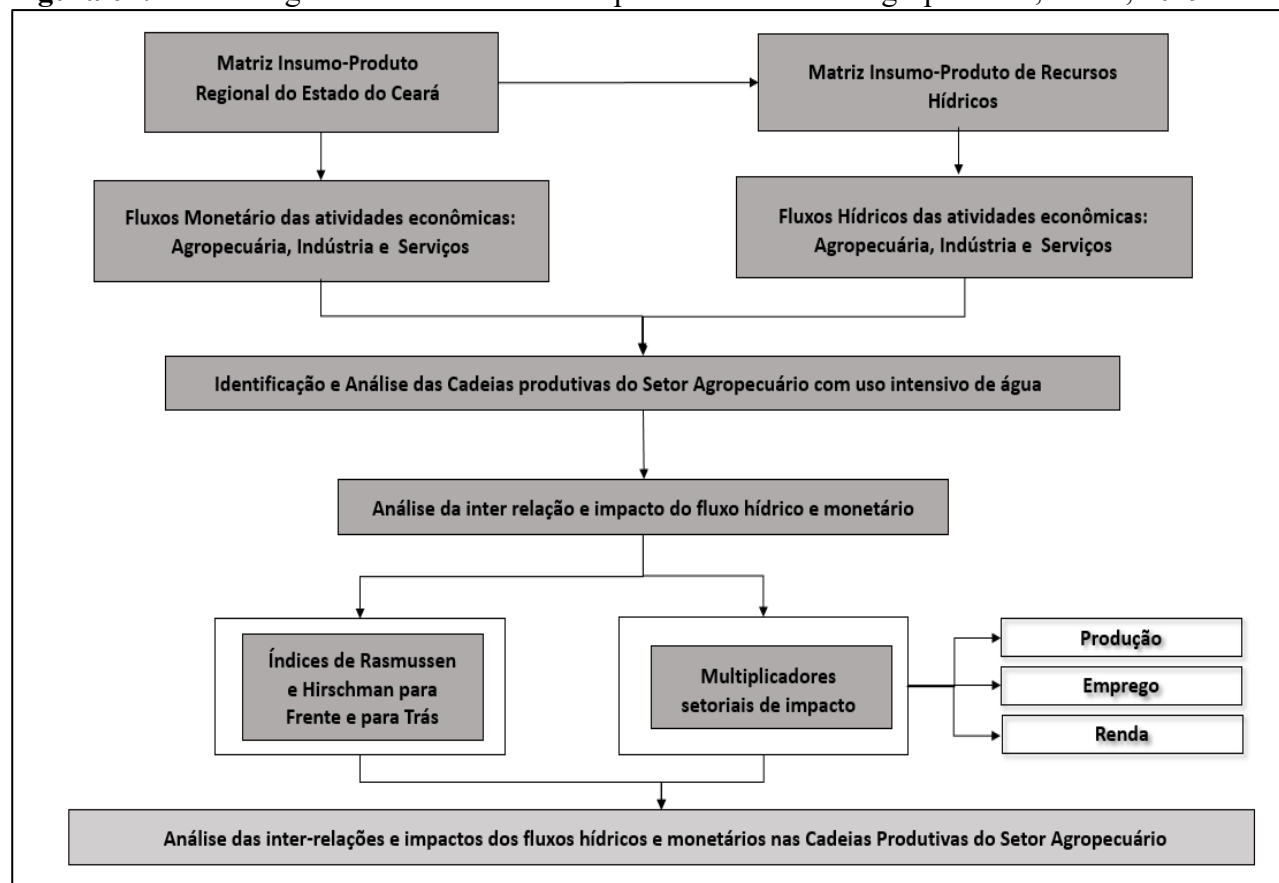 Matriz Insumo-Produto
Regional do Estado do Ceará
Matriz Insumo-Produto de Recursos
Hídricos
Fluxos Monetário das atividades econômicas:
Agropecuária, Indústria e Serviços
Fluxos Hídricos das atividades econômicas:
Agropecuária, Indústria e Serviços
Identificação e Análise das Cadeias produtivas do Setor Agropecuário com uso intensivo de água
Análise da inter relação e impacto do fluxo hídrico e monetário
Índices de Rasmussen
e Hirschman para
Frente e para Trás
Multiplicadores
setoriais de impacto
Produção
Emprego
Renda
Análise das inter-relações e impactos dos fluxos hídricos e monetários nas Cadeias Produtivas do Setor Agropecuário